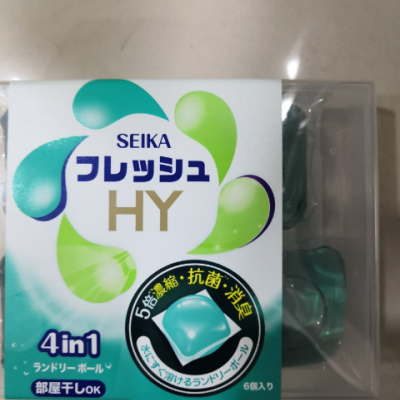 SEIKA
フレッシュ
HY
5倍濃縮・抗菌・消臭
水にすぐ溶けるランドリーボール
4in1
ランドリーボール
部屋干しOK
6個入り